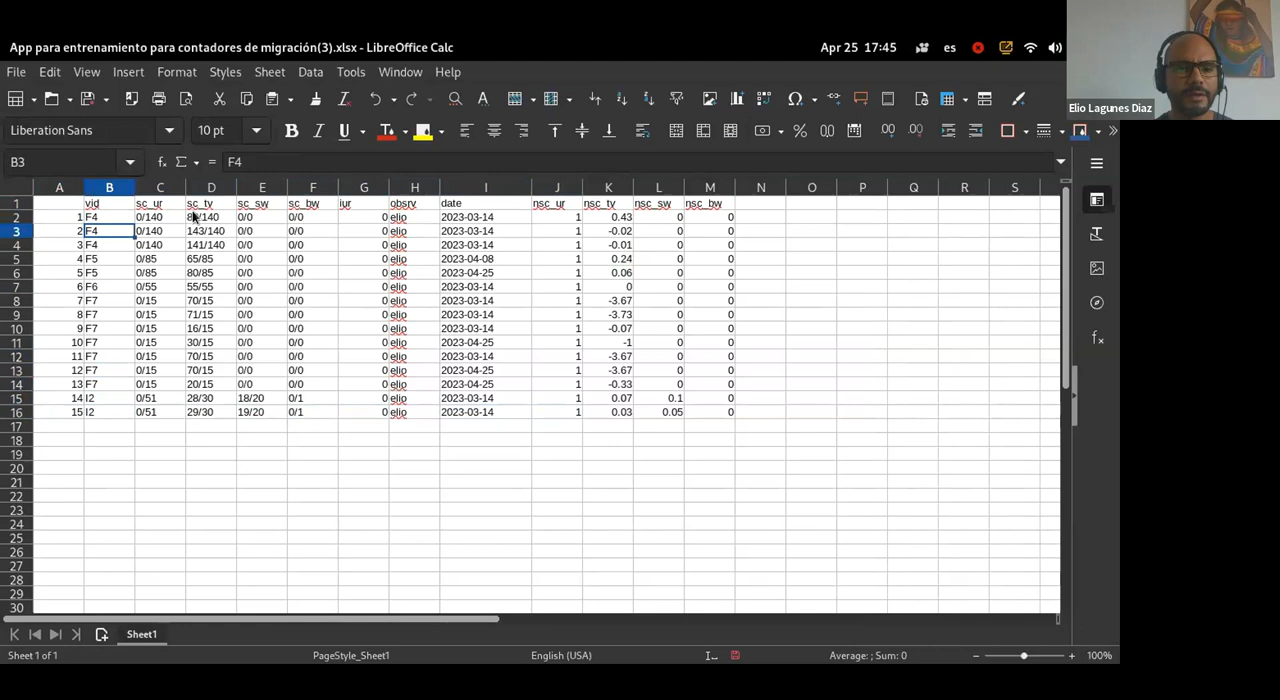 App para entrenamiento para contadores de migración(3).xlsx - LibreOffice Calc
Apr 25 17:45
es
Elio Lagunes Diaz
File Edit View Insert Format Styles Sheet Data Tools Window Help
Liberation Sans 10 pt
B3 F4
A B C D E F G H I J K L M N O P Q R S
1 vid sc_ur sc_ty sc_sw sc_bw iur obsrv date nsc_ur nsc_ty nsc_sw nsc_bw
2 1 F4 0/140 /140 0/0 0/0 0 elio 2023-03-14 1 0.43 0 0
3 2 F4 0/140 143/140 0/0 0/0 0 elio 2023-03-14 1 -0.02 0 0
4 3 F4 0/140 141/140 0/0 0/0 0 elio 2023-03-14 1 -0.01 0 0
5 4 F5 0/85 65/85 0/0 0/0 0 elio 2023-04-08 1 0.24 0 0
6 5 F5 0/85 80/85 0/0 0/0 0 elio 2023-04-25 1 0.06 0 0
7 6 F6 0/55 55/55 0/0 0/0 0 elio 2023-03-14 1 0 0 0
8 7 F7 0/15 70/15 0/0 0/0 0 elio 2023-03-14 1 -3.67 0 0
9 8 F7 0/15 71/15 0/0 0/0 0 elio 2023-03-14 1 -3.73 0 0
10 9 F7 0/15 16/15 0/0 0/0 0 elio 2023-03-14 1 -0.07 0 0
11 10 F7 0/15 30/15 0/0 0/0 0 elio 2023-04-25 1 -1 0 0
12 11 F7 0/15 70/15 0/0 0/0 0 elio 2023-03-14 1 -3.67 0 0
13 12 F7 0/15 70/15 0/0 0/0 0 elio 2023-04-25 1 -3.67 0 0
14 13 F7 0/15 20/15 0/0 0/0 0 elio 2023-04-25 1 -0.33 0 0
15 14 I2 0/51 28/30 18/20 0/1 0 elio 2023-03-14 1 0.07 0.1 0
16 15 I2 0/51 29/30 19/20 0/1 0 elio 2023-03-14 1 0.03 0.05 0
17
18
19
20
21
22
23
24
25
26
27
28
29
30
Sheet1
Sheet 1 of 1 PageStyle_Sheet1 English (USA) Average: ; Sum: 0 100%